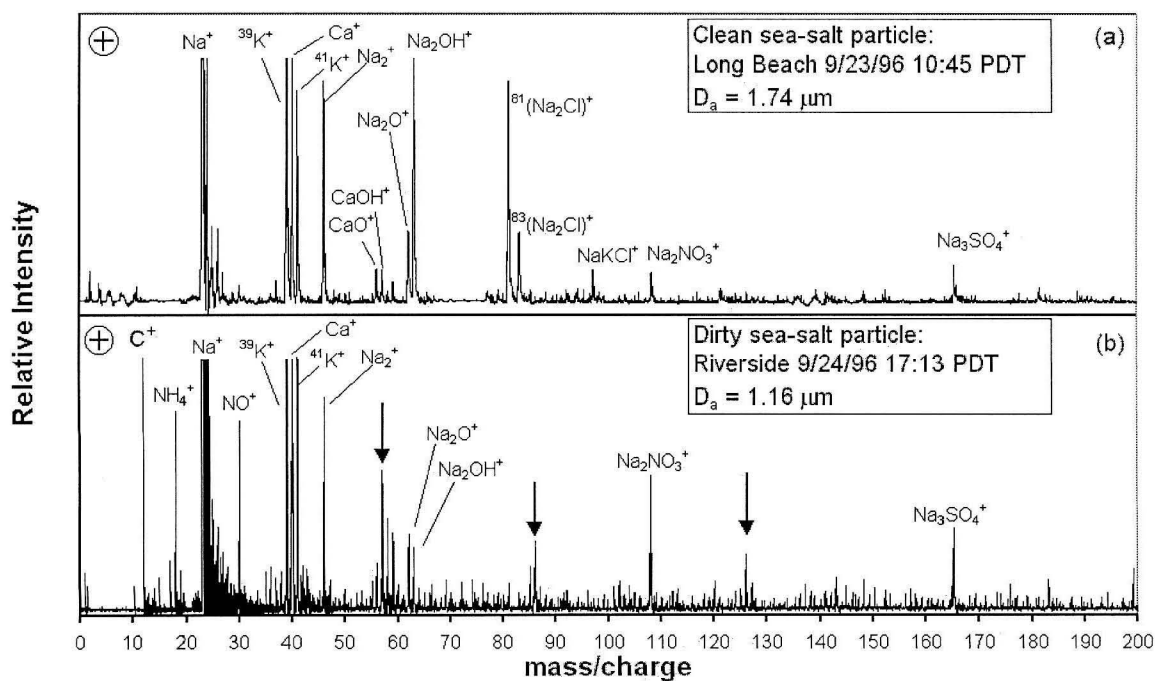 Relative Intensity
⊕
Na⁺
³⁹K⁺
Ca⁺
⁴¹K⁺
Na₂⁺
Na₂OH⁺
Na₂O⁺
CaOH⁺
CaO⁺
⁸¹(Na₂Cl)⁺
⁸³(Na₂Cl)⁺
NaKCl⁺
Na₂NO₃⁺
Na₃SO₄⁺
Clean sea-salt particle:
Long Beach 9/23/96 10:45 PDT
Dₐ = 1.74 μm
(a)
⊕
C⁺
NH₄⁺
Na⁺
NO⁺
³⁹K⁺
Ca⁺
⁴¹K⁺
Na₂⁺
Na₂O⁺
Na₂OH⁺
Na₂NO₃⁺
Na₃SO₄⁺
Dirty sea-salt particle:
Riverside 9/24/96 17:13 PDT
Dₐ = 1.16 μm
(b)
0 10 20 30 40 50 60 70 80 90 100 110 120 130 140 150 160 170 180 190 200
mass/charge